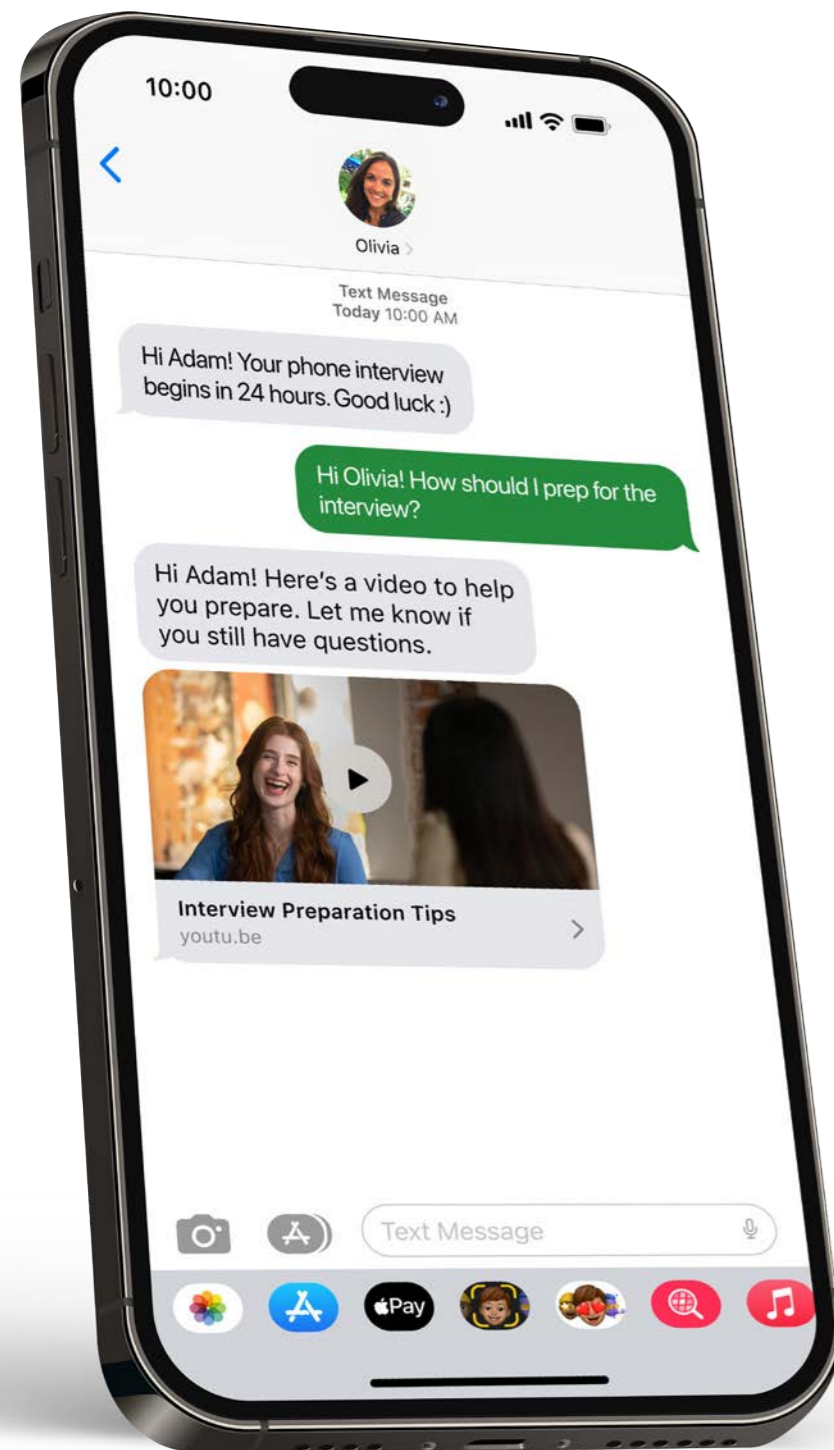 10:00
Olivia
Text Message
Today 10:00 AM
Hi Adam! Your phone interview
begins in 24 hours. Good luck :)
Hi Olivia! How should I prep for the
interview?
Hi Adam! Here's a video to help
you prepare. Let me know if
you still have questions.
Interview Preparation Tips
youtu.be
Text Message
Pay